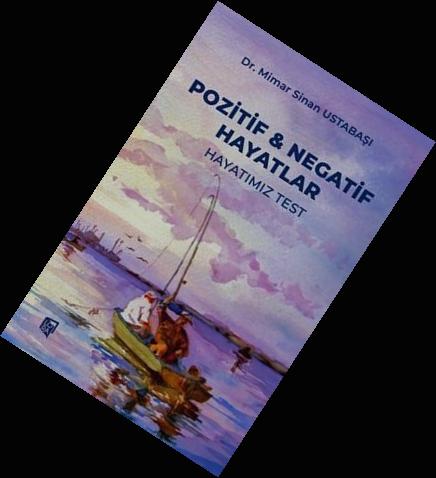 Dr. Mimar Sinan USTABAŞI
POZİTİF & NEGATİF
HAYATLAR
HAYATIMIZ TEST